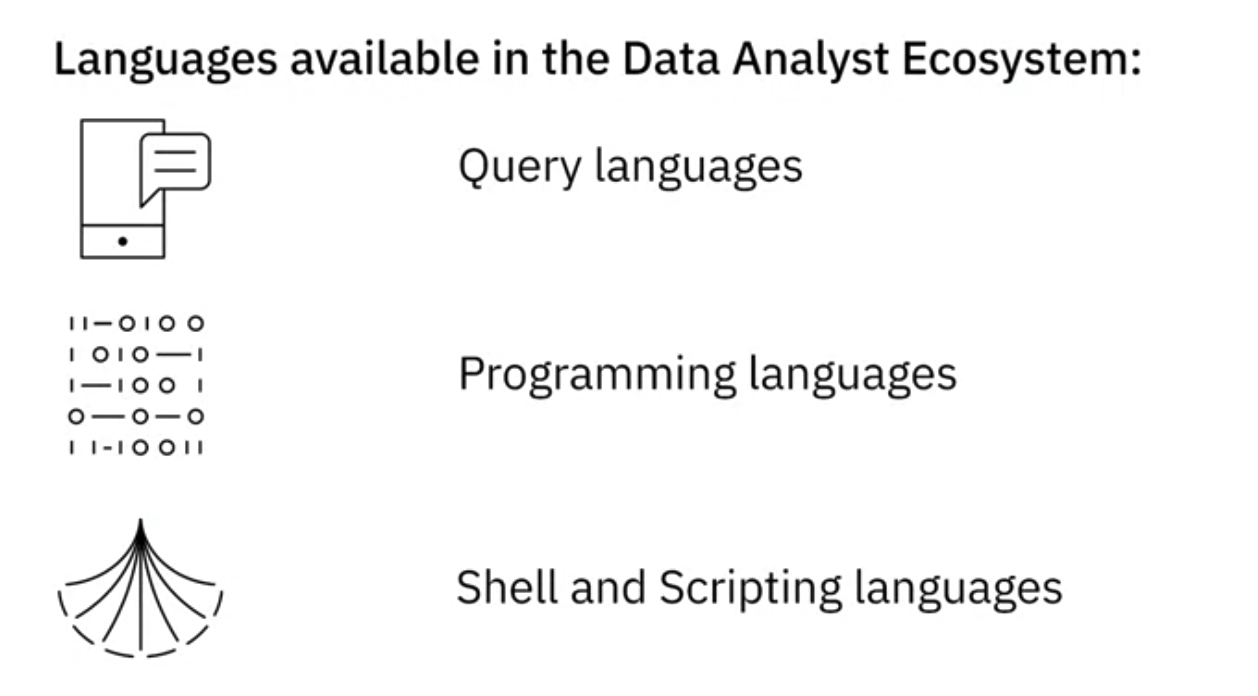 Languages available in the Data Analyst Ecosystem:
Query languages
Programming languages
Shell and Scripting languages